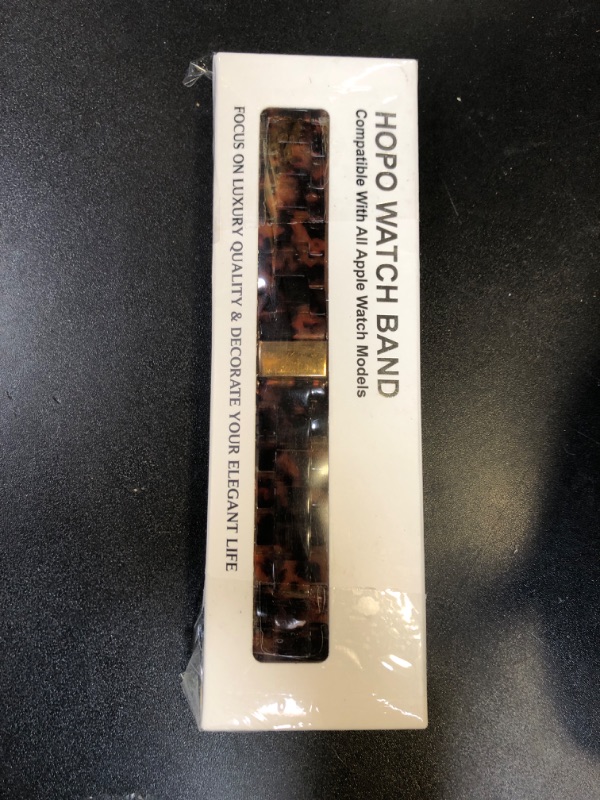 HOPO WATCH BAND
Compatible With All Apple Watch Models
FOCUS ON LUXURY QUALITY & DECORATE YOUR ELEGANT LIFE